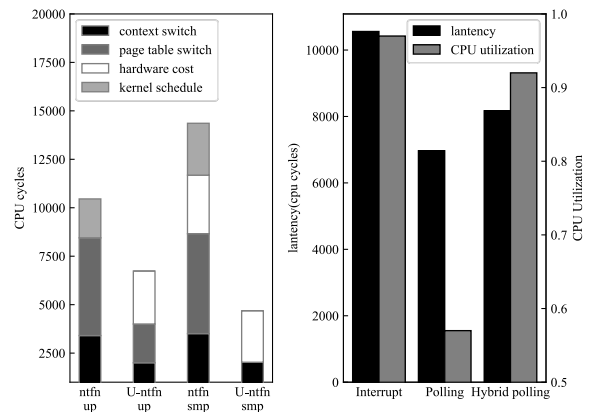 CPU cycles
20000
17500
15000
12500
10000
7500
5000
2500
context switch
page table switch
hardware cost
kernel schedule
ntfn
up
U-ntfn
up
ntfn
smp
U-ntfn
smp
lantency(cpu cycles)
10000
8000
6000
4000
2000
0
lantency
CPU utilization
1.0
0.9
0.8
0.7
0.6
0.5
CPU Utilization
Interrupt
Polling
Hybrid polling